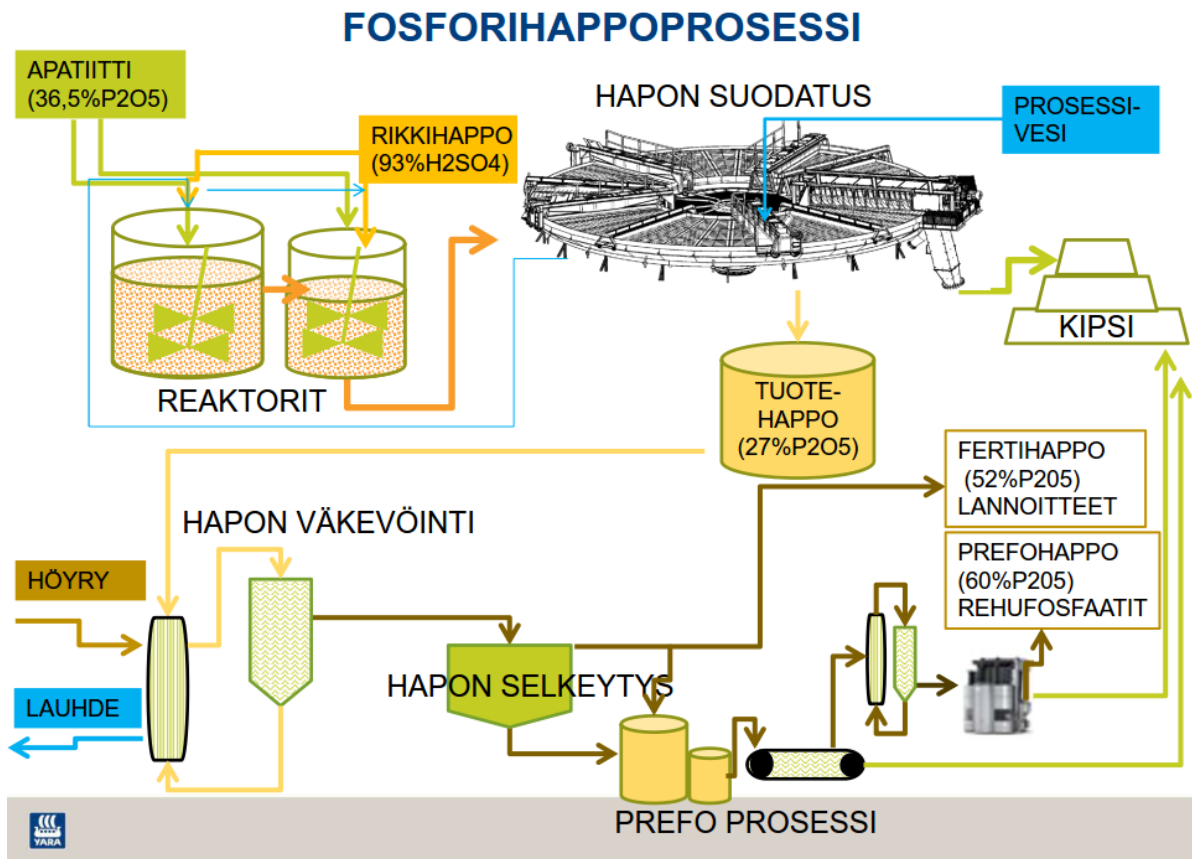 FOSFORIHAPPOPROSESSI
APATIITTI
(36,5%P2O5)
RIKKIHAPPO
(93%H2SO4)
HAPON SUODATUS
PROSESSI-
VESI
REAKTORIT
KIPSI
TUOTE-
HAPPO
(27%P2O5)
HAPON VÄKEVÖINTI
FERTIHAPPO
(52%P205)
LANNOITTEET
PREFOHAPPO
(60%P205)
REHUFOSFAATIT
HÖYRY
LAUHDE
HAPON SELKEYTYS
PREFO PROSESSI
YARA